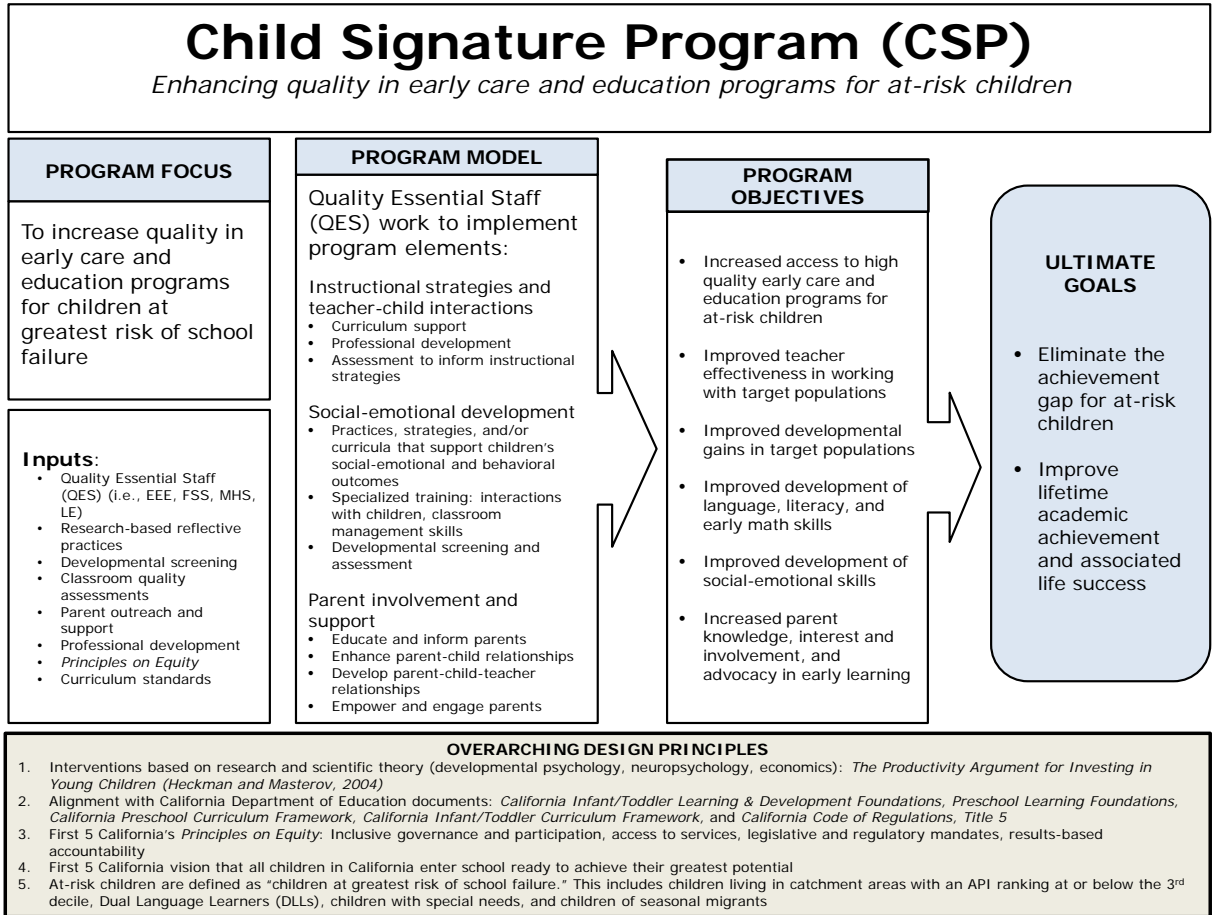 Child Signature Program (CSP)
Enhancing quality in early care and education programs for at-risk children
PROGRAM FOCUS
To increase quality in
early care and
education programs
for children at
greatest risk of school
failure
Inputs:
• Quality Essential Staff
(QES) (i.e., EEE, FSS, MHS,
LE)
• Research-based reflective
practices
• Developmental screening
• Classroom quality
assessments
• Parent outreach and
support
• Professional development
• Principles on Equity
• Curriculum standards
PROGRAM MODEL
Quality Essential Staff
(QES) work to implement
program elements:
Instructional strategies and
teacher-child interactions
• Curriculum support
• Professional development
• Assessment to inform instructional
strategies
Social-emotional development
• Practices, strategies, and/or
curricula that support children's
social-emotional and behavioral
outcomes
• Specialized training: interactions
with children, classroom
management skills
• Developmental screening and
assessment
Parent involvement and
support
• Educate and inform parents
• Enhance parent-child relationships
• Develop parent-child-teacher
relationships
• Empower and engage parents
PROGRAM
OBJECTIVES
• Increased access to high
quality early care and
education programs for
at-risk children
• Improved teacher
effectiveness in working
with target populations
• Improved developmental
gains in target populations
• Improved development of
language, literacy, and
early math skills
• Improved development of
social-emotional skills
• Increased parent
knowledge, interest and
involvement, and
advocacy in early learning
ULTIMATE
GOALS
• Eliminate the
achievement
gap for at-risk
children
• Improve
lifetime
academic
achievement
and associated
life success
OVERARCHING DESIGN PRINCIPLES
1. Interventions based on research and scientific theory (developmental psychology, neuropsychology, economics): The Productivity Argument for Investing in
Young Children (Heckman and Masterov, 2004)
2. Alignment with California Department of Education documents: California Infant/Toddler Learning & Development Foundations, Preschool Learning Foundations,
California Preschool Curriculum Framework, California Infant/Toddler Curriculum Framework, and California Code of Regulations, Title 5
3. First 5 California's Principles on Equity: Inclusive governance and participation, access to services, legislative and regulatory mandates, results-based
accountability
4. First 5 California vision that all children in California enter school ready to achieve their greatest potential
5. At-risk children are defined as "children at greatest risk of school failure." This includes children living in catchment areas with an API ranking at or below the 3rd
decile, Dual Language Learners (DLLs), children with special needs, and children of seasonal migrants